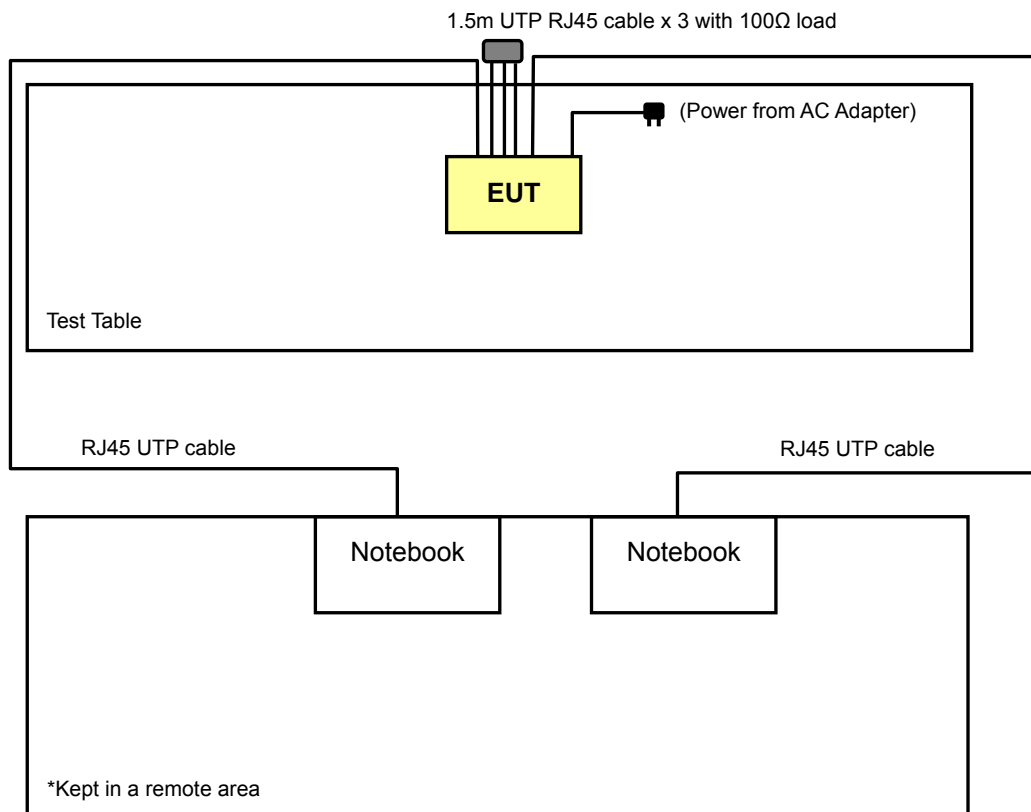 1.5m UTP RJ45 cable x 3 with 100Ω load
(Power from AC Adapter)
EUT
Test Table
RJ45 UTP cable
RJ45 UTP cable
Notebook
Notebook
*Kept in a remote area